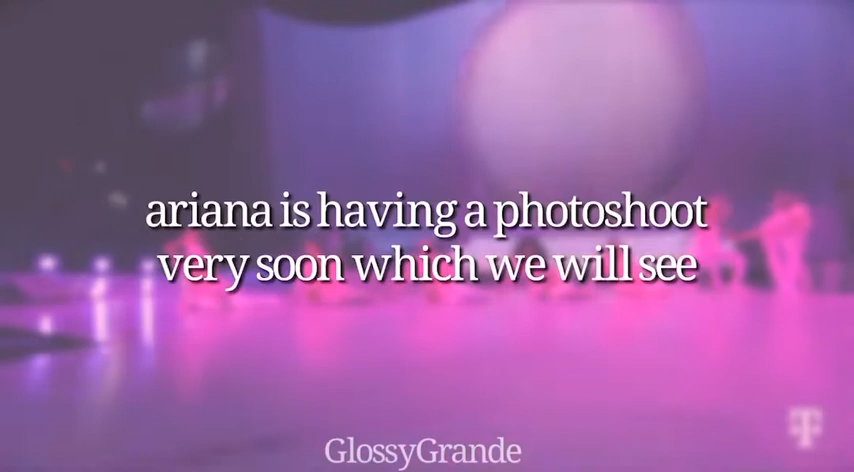 ariana is having a photoshoot
very soon which we will see
T
GlossyGrande